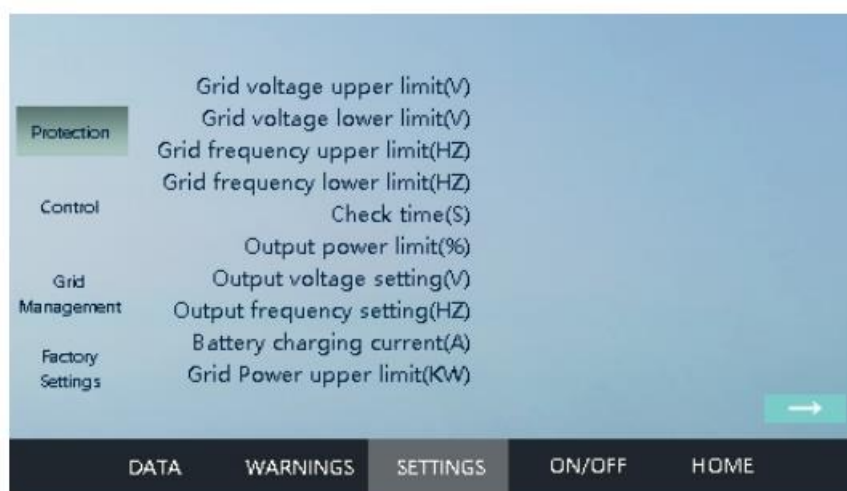 Protection
Control
Grid
Management
Factory
Settings
Grid voltage upper limit(V)
Grid voltage lower limit(V)
Grid frequency upper limit(HZ)
Grid frequency lower limit(HZ)
Check time(S)
Output power limit(%)
Output voltage setting(V)
Output frequency setting(HZ)
Battery charging current(A)
Grid Power upper limit(KW)
→
DATA WARNINGS SETTINGS ON/OFF HOME